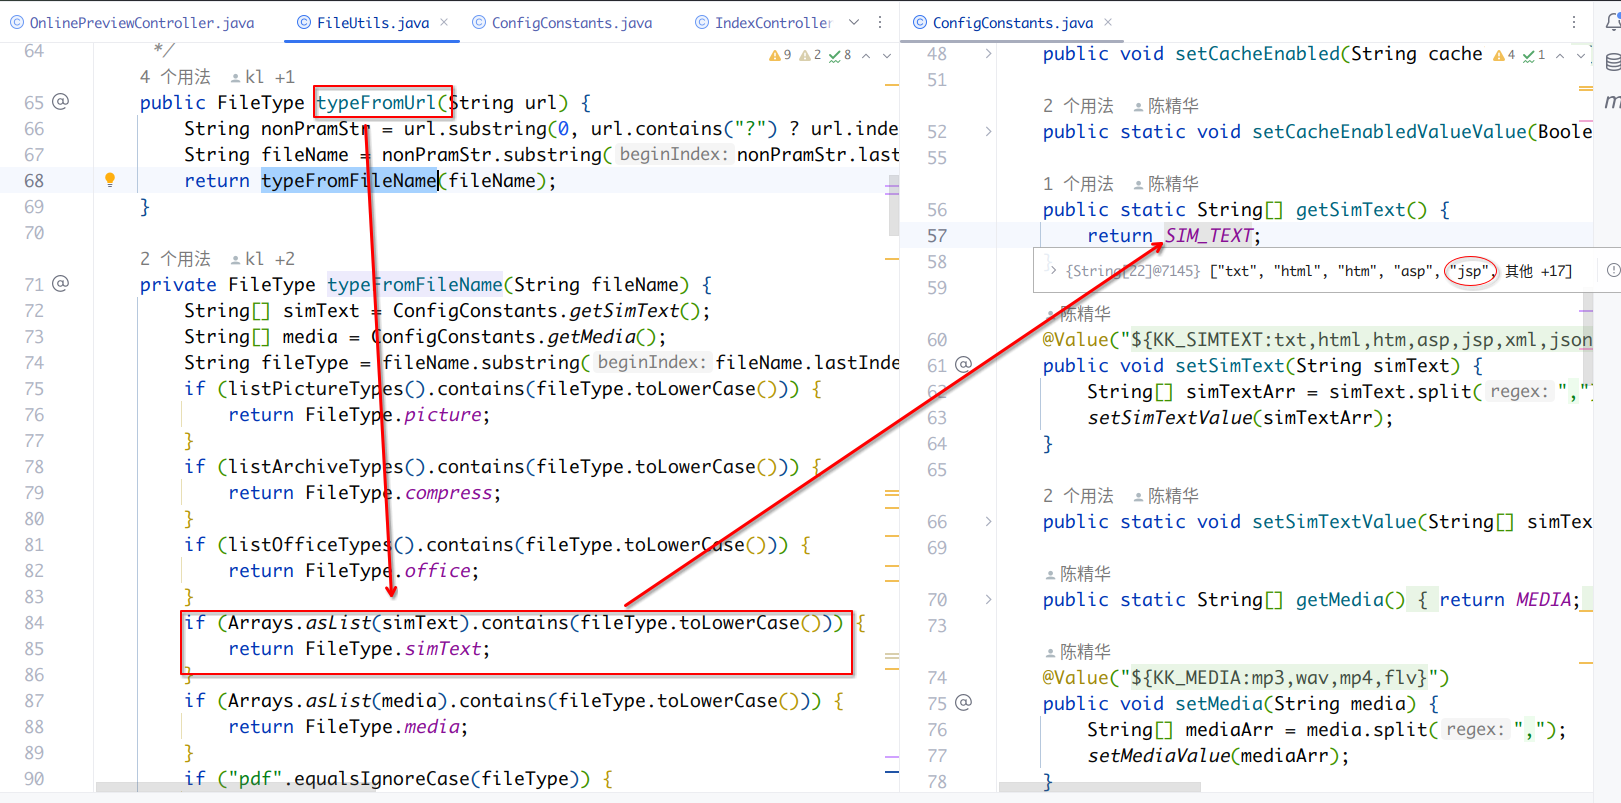 OnlinePreviewController.java FileUtils.java × ConfigConstants.java IndexController
64 */
9 2 8
4 个用法 kl +1
65 @ public FileType typeFromUrl(String url) {
66 String nonPramStr = url.substring(0, url.contains("?") ? url.inde
67 String fileName = nonPramStr.substring( beginIndex: nonPramStr.last
68 return typeFromFileName(fileName);
69 }
70
2 个用法 kl +2
71 @ private FileType typeFromFileName(String fileName) {
72 String[] simText = ConfigConstants.getSimText();
73 String[] media = ConfigConstants.getMedia();
74 String fileType = fileName.substring( beginIndex: fileName.lastInde
75 if (listPictureTypes().contains(fileType.toLowerCase())) {
76 return FileType.picture;
77 }
78 if (listArchiveTypes().contains(fileType.toLowerCase())) {
79 return FileType.compress;
80 }
81 if (listOfficeTypes().contains(fileType.toLowerCase())) {
82 return FileType.office;
83 }
84 if (Arrays.asList(simText).contains(fileType.toLowerCase())) {
85 return FileType.simText;
86 }
87 if (Arrays.asList(media).contains(fileType.toLowerCase())) {
88 return FileType.media;
89 }
90 if ("pdf".equalsIgnoreCase(fileType)) {
ConfigConstants.java ×
48 public void setCacheEnabled(String cache 4 1
51
2 个用法 陈精华
52 public static void setCacheEnabledValueValue(Boole
55
1 个用法 陈精华
56 public static String[] getSimText() {
57 return SIM_TEXT;
58 }
{String[22]@7145} ["txt", "html", "htm", "asp", "jsp", 其他 +17]
59
陈精华
60 @Value("${KK_SIMTEXT:txt,html,htm,asp,jsp,xml,json
61 @ public void setSimText(String simText) {
62 String[] simTextArr = simText.split( regex: ",")
63 setSimTextValue(simTextArr);
64 }
65
2 个用法 陈精华
66 public static void setSimTextValue(String[] simTex
69
陈精华
70 public static String[] getMedia() { return MEDIA;
73
陈精华
74 @Value("${KK_MEDIA:mp3,wav,mp4,flv}")
75 @ public void setMedia(String media) {
76 String[] mediaArr = media.split( regex: ",");
77 setMediaValue(mediaArr);
78 }
m